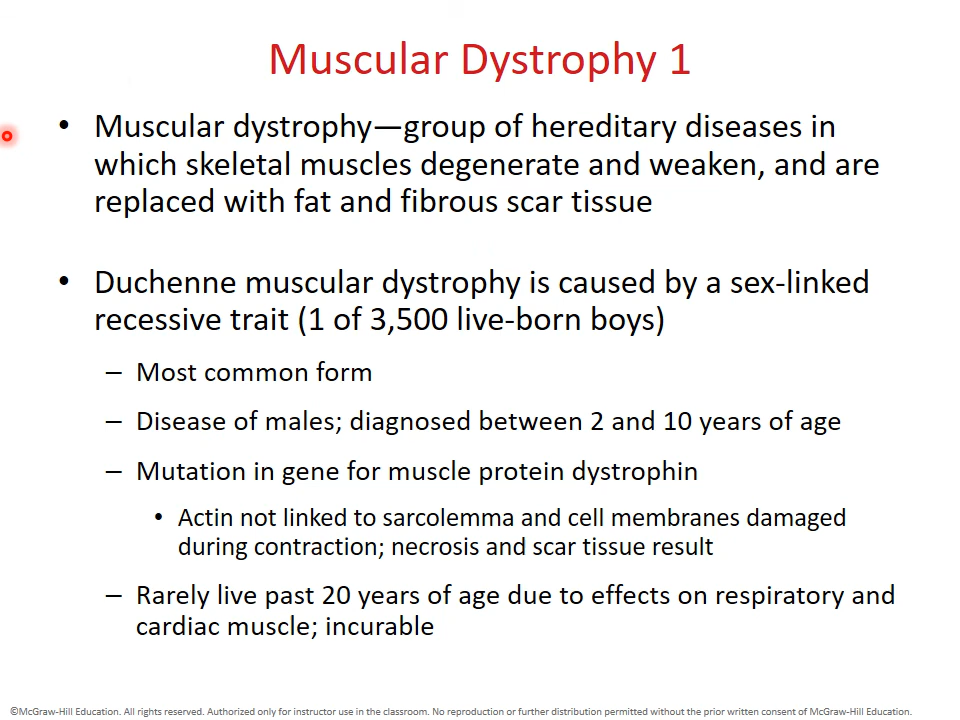 Muscular Dystrophy 1
• Muscular dystrophy—group of hereditary diseases in
which skeletal muscles degenerate and weaken, and are
replaced with fat and fibrous scar tissue
• Duchenne muscular dystrophy is caused by a sex-linked
recessive trait (1 of 3,500 live-born boys)
– Most common form
– Disease of males; diagnosed between 2 and 10 years of age
– Mutation in gene for muscle protein dystrophin
• Actin not linked to sarcolemma and cell membranes damaged
during contraction; necrosis and scar tissue result
– Rarely live past 20 years of age due to effects on respiratory and
cardiac muscle; incurable
©McGraw-Hill Education. All rights reserved. Authorized only for instructor use in the classroom. No reproduction or further distribution permitted without the prior written consent of McGraw-Hill Education.